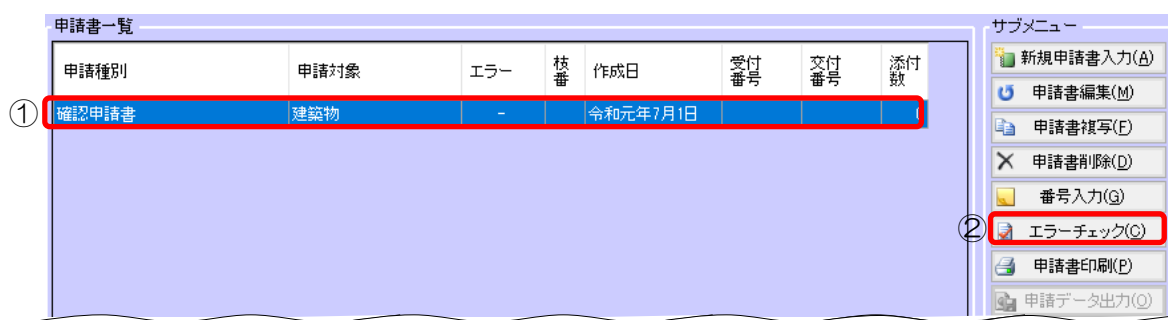 申請書一覧
申請種別 申請対象 エラー 枝番 作成日 受付番号 交付番号 添付数
① 確認申請書 建築物 - 令和元年7月1日
サブメニュー
新規申請書入力(A)
申請書編集(M)
申請書複写(F)
申請書削除(D)
番号入力(G)
② エラーチェック(C)
申請書印刷(P)
申請データ出力(O)